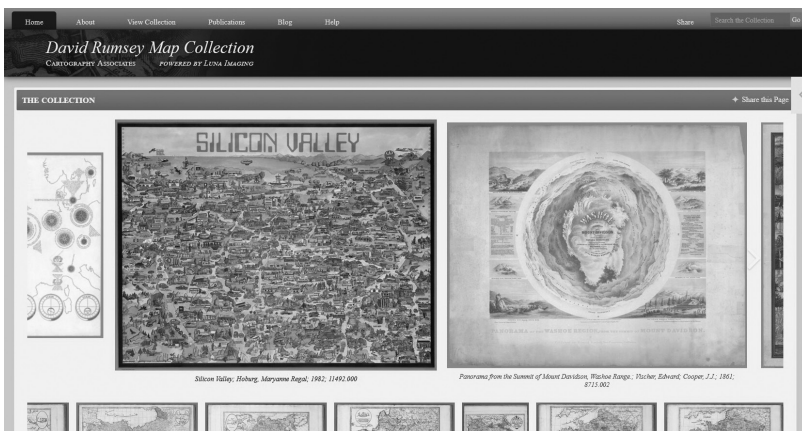 Home About View Collection Publications Blog Help Share Search the Collection Go
David Rumsey Map Collection
Cartography Associates powered by Luna Imaging
THE COLLECTION Share this Page
SILICON VALLEY
Silicon Valley; Hoburg, Maryanne Regal; 1982; 11492.000
Panorama from the Summit of Mount Davidson, Washoe Range.; Vischer, Edward; Cooper, J.J.; 1861;
8715.002